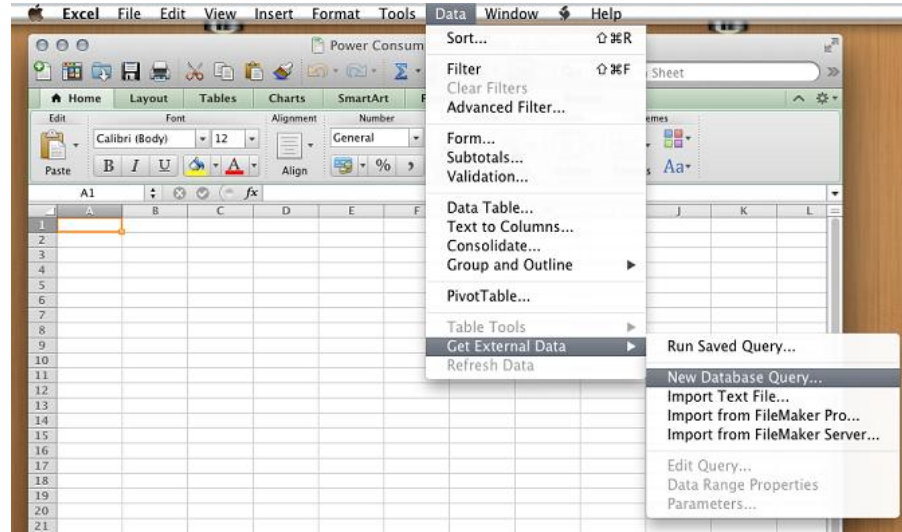 Excel File Edit View Insert Format Tools Data Window Help
Power Consum
Sheet
Home Layout Tables Charts SmartArt
Edit Font Alignment Number
Calibri (Body) 12 General
Paste B I U A Align % Aa
A1 fx
A B C D E F J K L
1
2
3
4
5
6
7
8
9
10
11
12
13
14
15
16
17
18
19
20
21
Sort... ⇧⌘R
Filter ⇧⌘F
Clear Filters
Advanced Filter...
Form...
Subtotals...
Validation...
Data Table...
Text to Columns...
Consolidate...
Group and Outline
PivotTable...
Table Tools
Get External Data
Refresh Data
Run Saved Query...
New Database Query...
Import Text File...
Import from FileMaker Pro...
Import from FileMaker Server...
Edit Query...
Data Range Properties
Parameters...